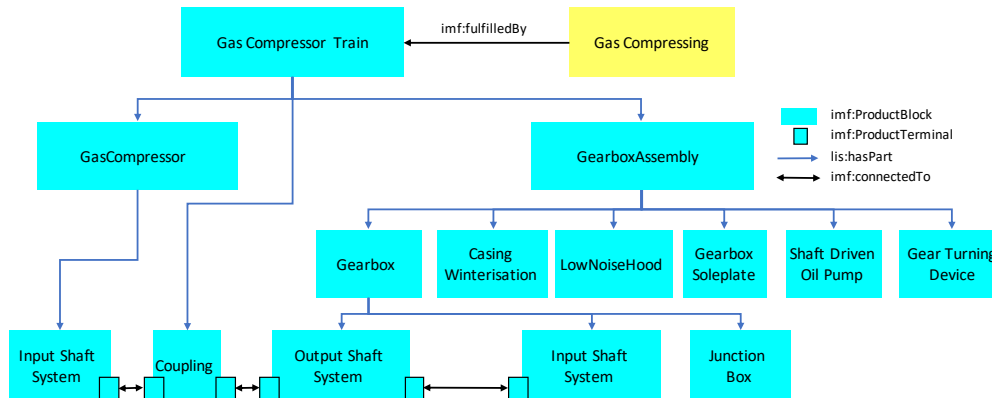 imf:fulfilledBy
Gas Compressor Train
Gas Compressing
imf:ProductBlock
imf:ProductTerminal
lis:hasPart
imf:connectedTo
GasCompressor
GearboxAssembly
Gearbox
Casing
Winterisation
LowNoiseHood
Gearbox
Soleplate
Shaft Driven
Oil Pump
Gear Turning
Device
Input Shaft
System
Coupling
Output Shaft
System
Input Shaft
System
Junction
Box